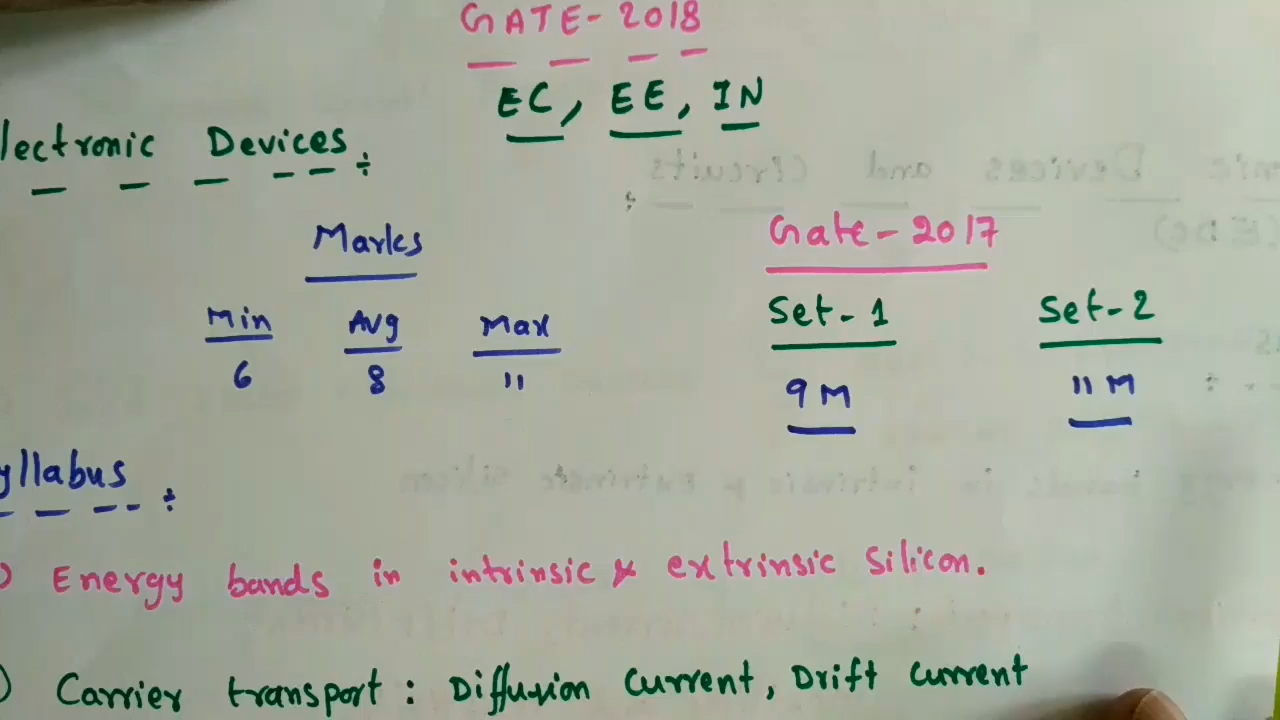 GATE-2018
EC, EE, IN
lectronic Devices:
Marks
Min Avg Max
6 8 11
Gate-2017
Set-1 Set-2
9M 11M
yllabus:
Energy bands in intrinsic & extrinsic silicon.
Carrier transport: Diffusion current, Drift current